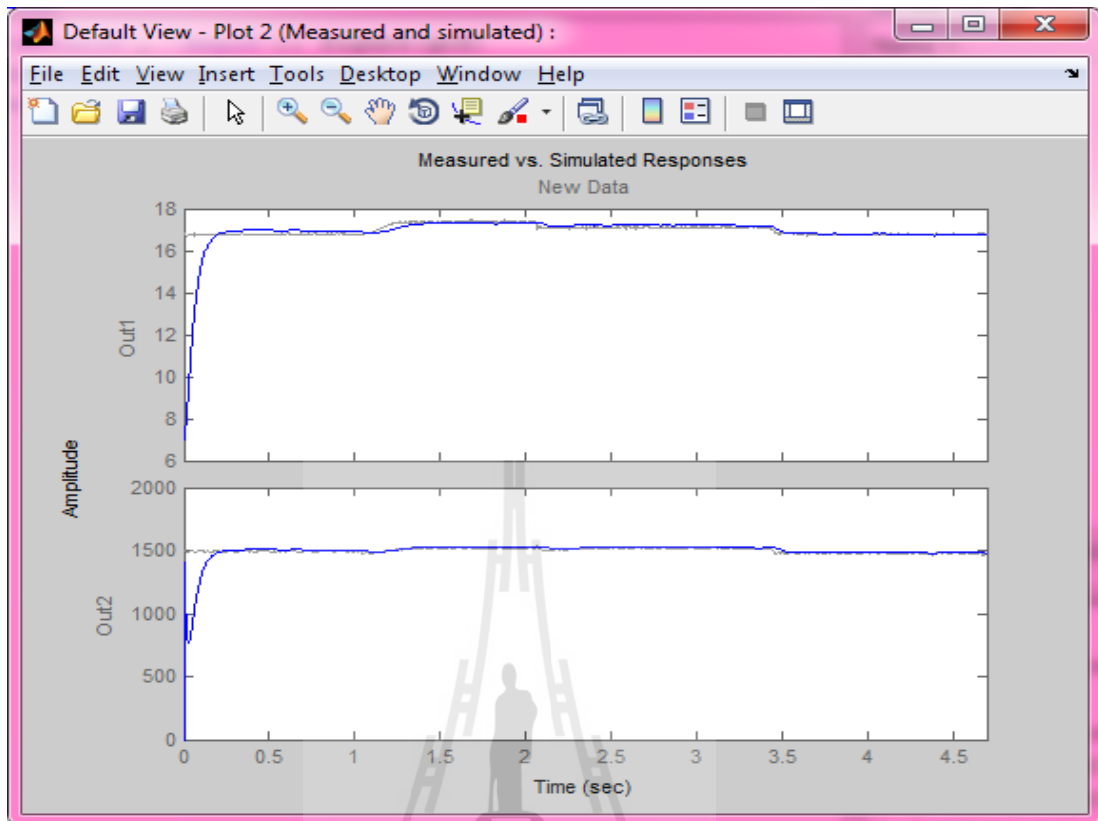 Default View - Plot 2 (Measured and simulated) :
File Edit View Insert Tools Desktop Window Help
Measured vs. Simulated Responses
New Data
18
16
14
12
10
8
6
Out1
Amplitude
2000
1500
1000
500
0
Out2
0 0.5 1 1.5 2 2.5 3 3.5 4 4.5
Time (sec)